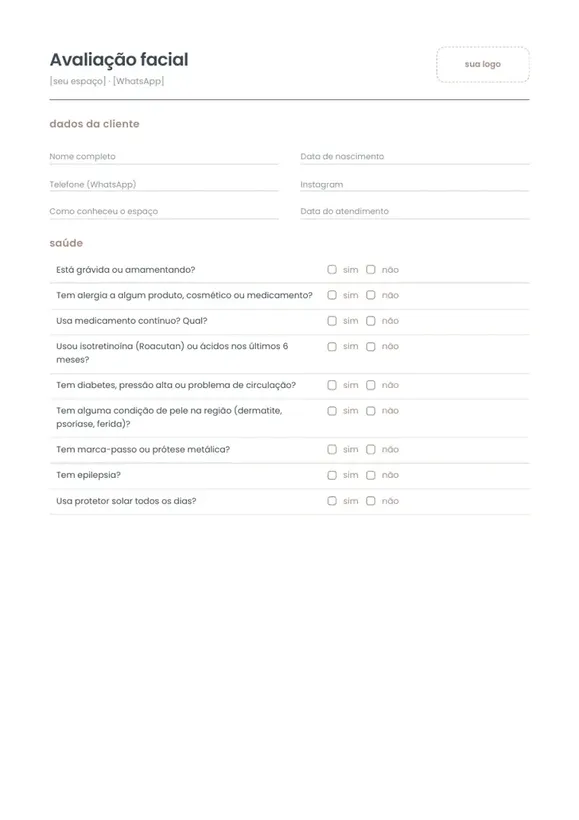 Avaliação facial
[seu espaço] · [WhatsApp]
sua logo
dados da cliente
Nome completo
Data de nascimento
Telefone (WhatsApp)
Instagram
Como conheceu o espaço
Data do atendimento
saúde
Está grávida ou amamentando? sim não
Tem alergia a algum produto, cosmético ou medicamento? sim não
Usa medicamento contínuo? Qual? sim não
Usou isotretinoína (Roacutan) ou ácidos nos últimos 6 sim não
meses?
Tem diabetes, pressão alta ou problema de circulação? sim não
Tem alguma condição de pele na região (dermatite, sim não
psoríase, ferida)?
Tem marca-passo ou prótese metálica? sim não
Tem epilepsia? sim não
Usa protetor solar todos os dias? sim não